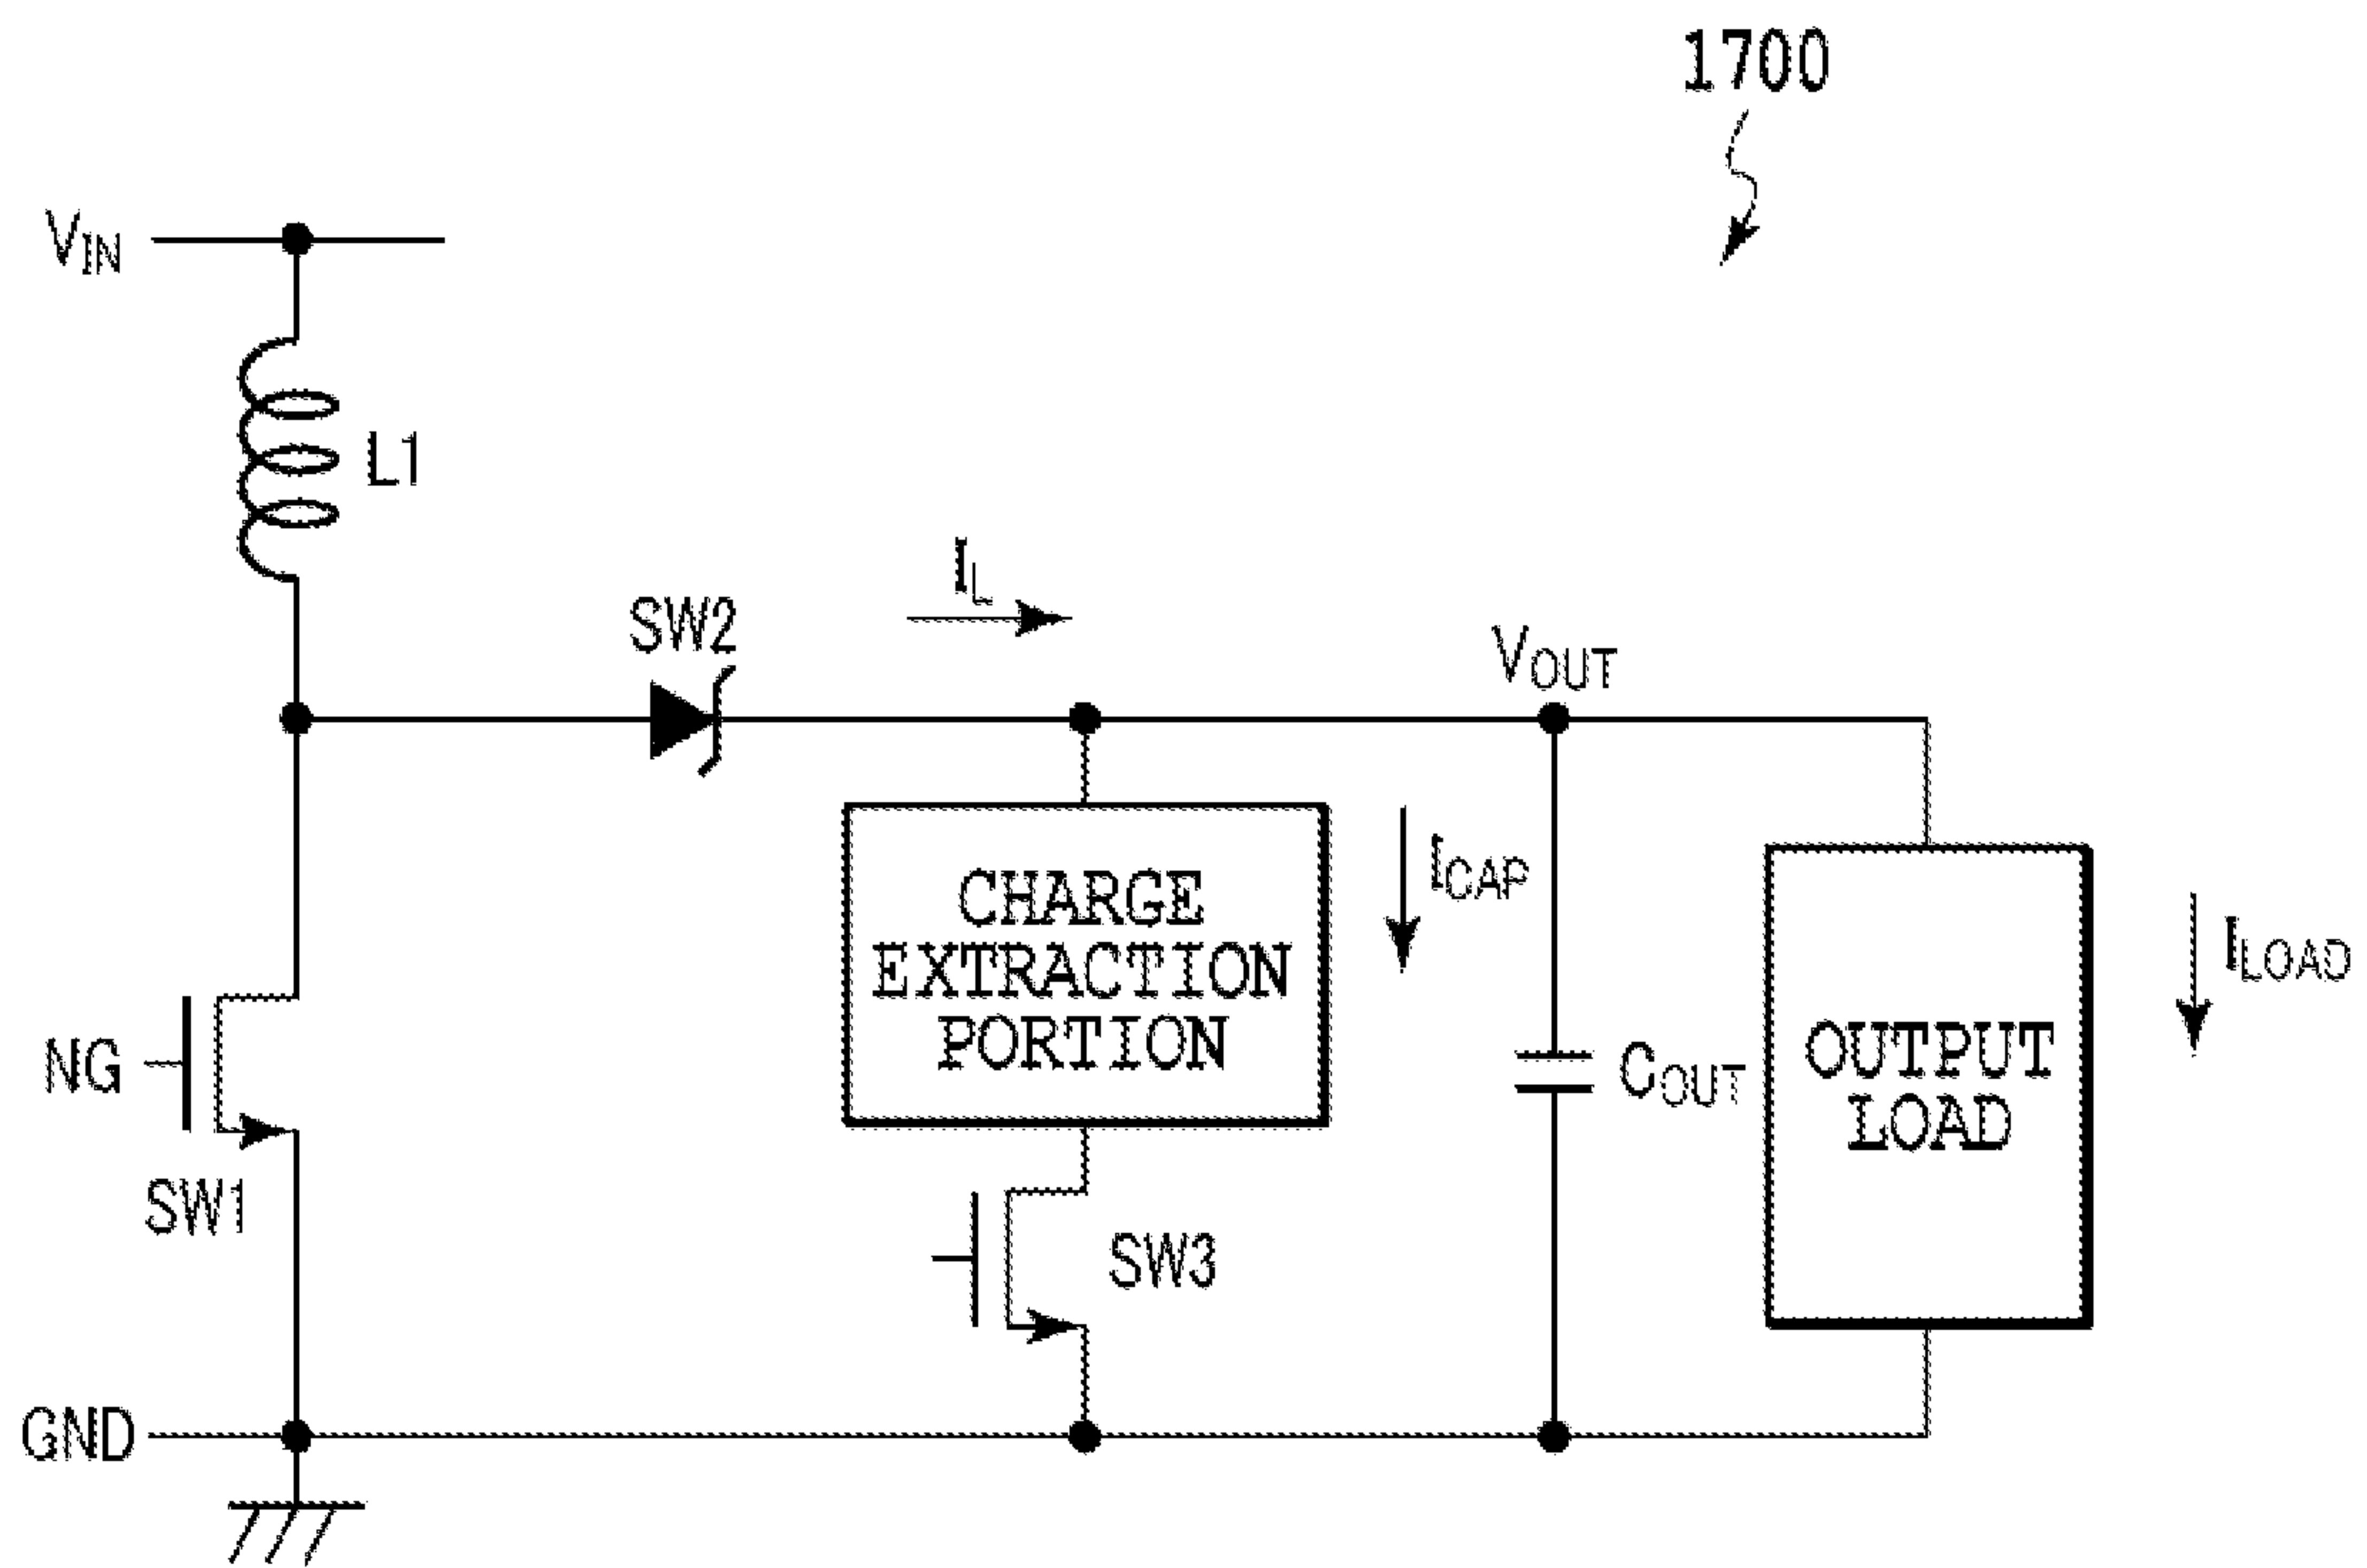 1700
VIN
L1
IL
SW2
VOUT
ICAP
CHARGE
EXTRACTION
PORTION
ILOAD
OUTPUT
LOAD
COUT
NG
SW1
SW3
GND